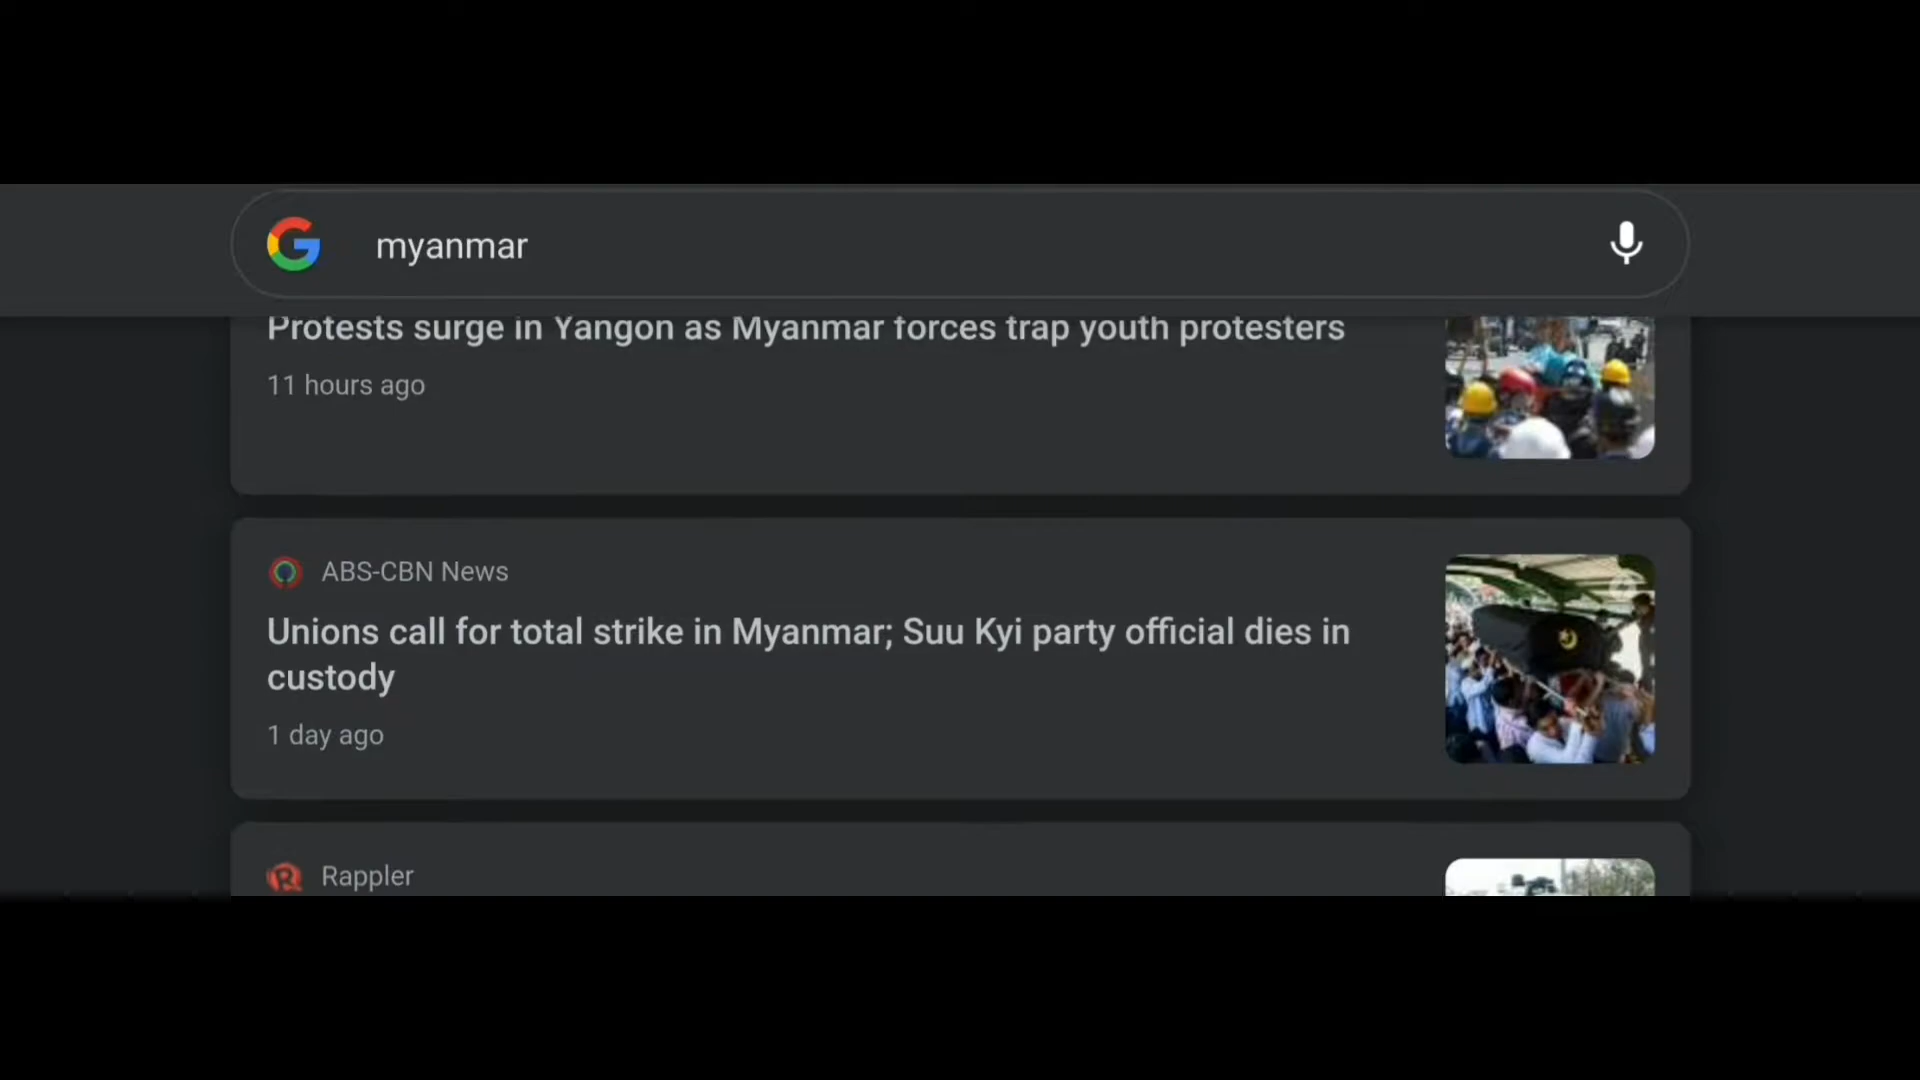 myanmar
Protests surge in Yangon as Myanmar forces trap youth protesters
11 hours ago
ABS-CBN News
Unions call for total strike in Myanmar; Suu Kyi party official dies in
custody
1 day ago
Rappler